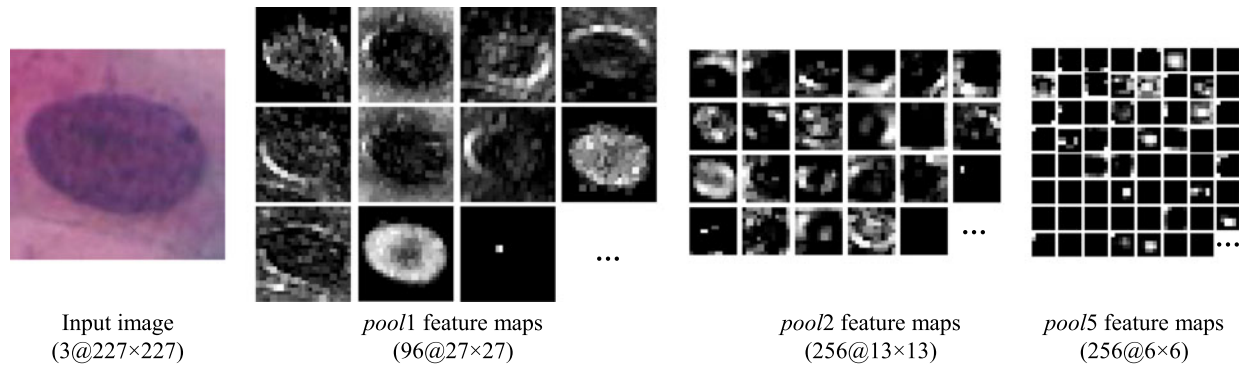 ...
...
...
Input image
(3@227×227)
pool1 feature maps
(96@27×27)
pool2 feature maps
(256@13×13)
pool5 feature maps
(256@6×6)